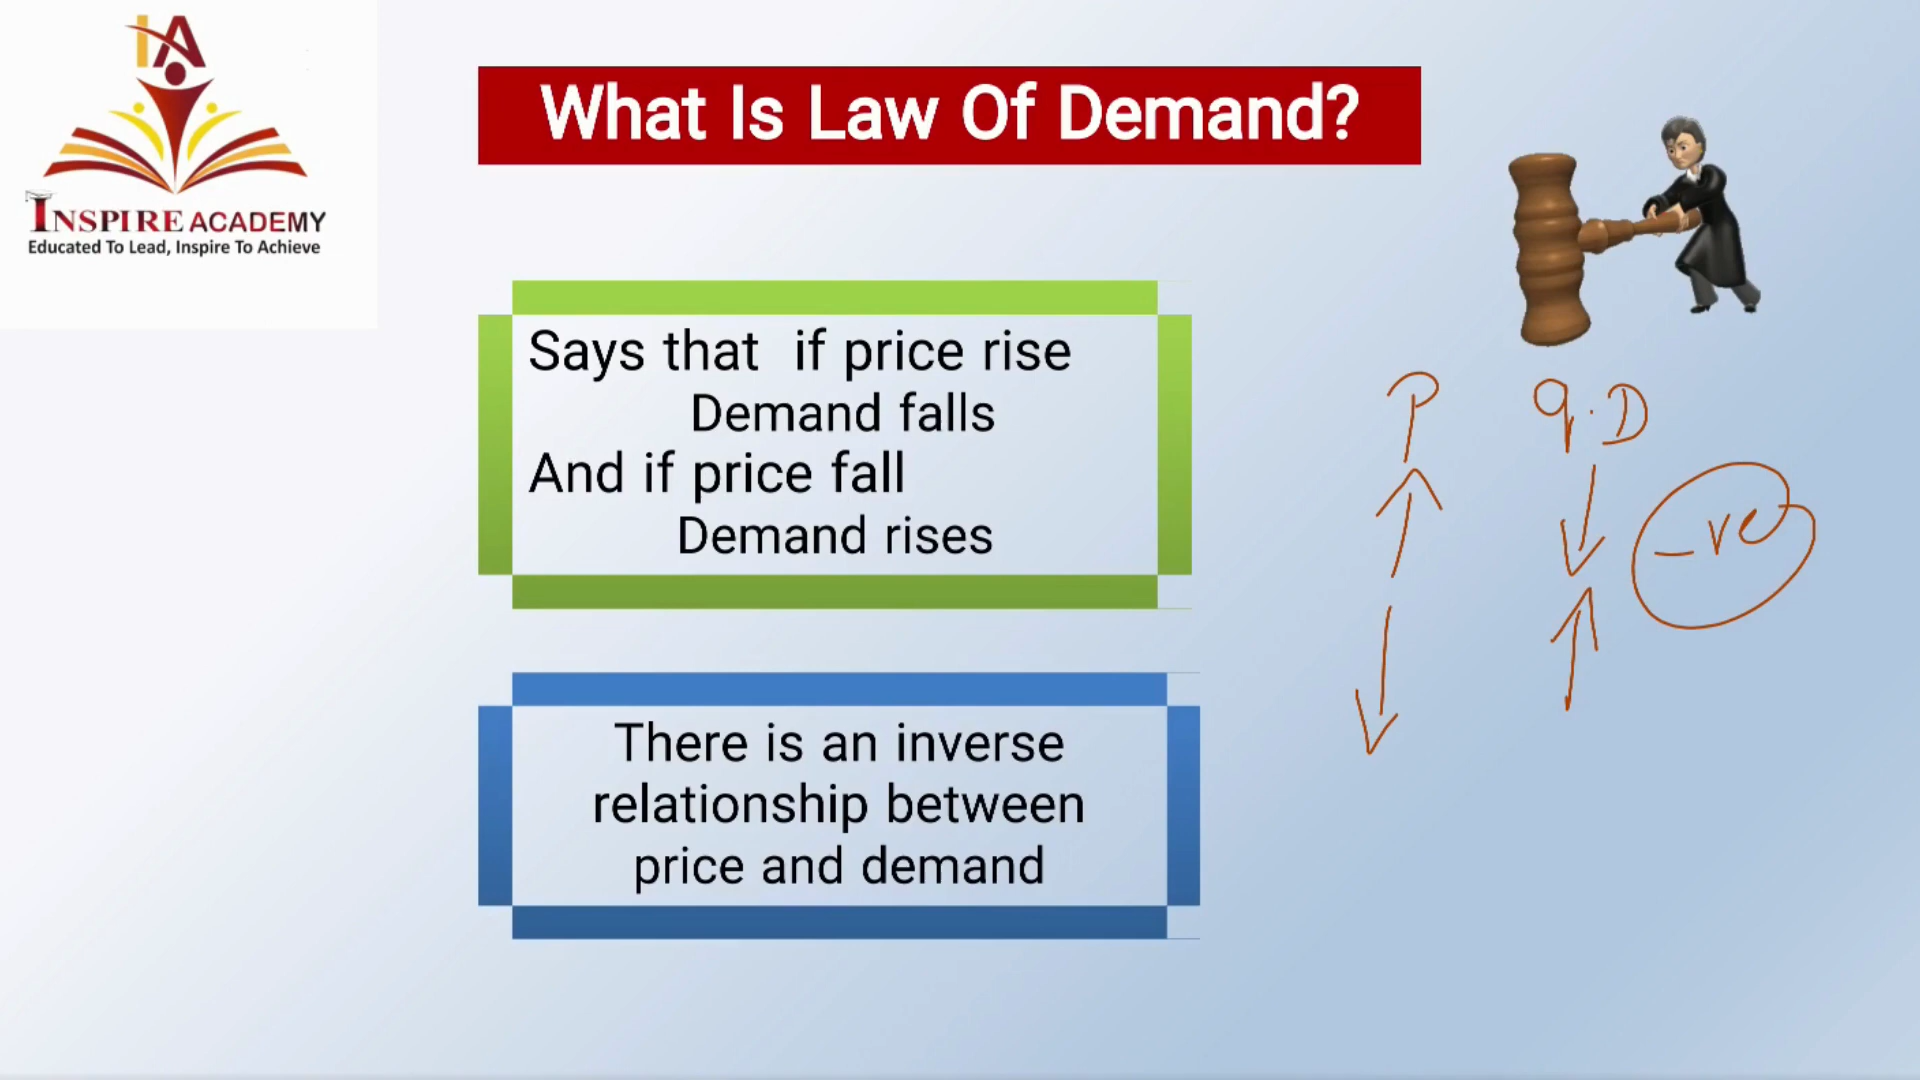 IA
INSPIRE ACADEMY
Educated To Lead, Inspire To Achieve
What Is Law Of Demand?
Says that if price rise
Demand falls
And if price fall
Demand rises
There is an inverse
relationship between
price and demand
P q.D
-ve